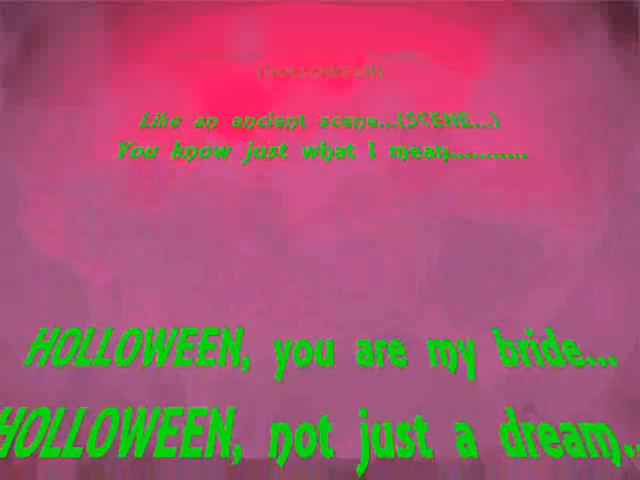 (HOLLOWEEN)
Like an ancient scene...(SCENE...)
You know just what I mean...........
HOLLOWEEN, you are my bride...
HOLLOWEEN, not just a dream..